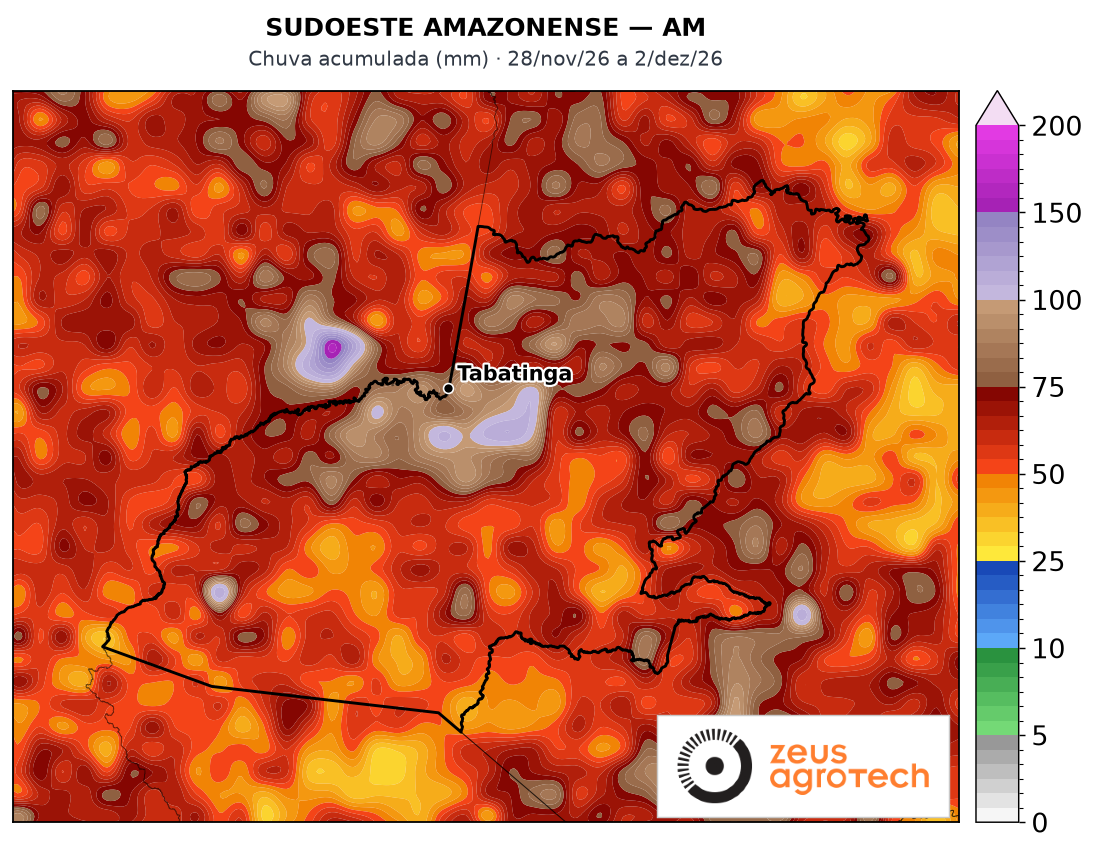 SUDOESTE AMAZONENSE — AM
Chuva acumulada (mm) · 28/nov/26 a 2/dez/26
Tabatinga
200
150
100
75
50
25
10
5
0
zeus
agrotech